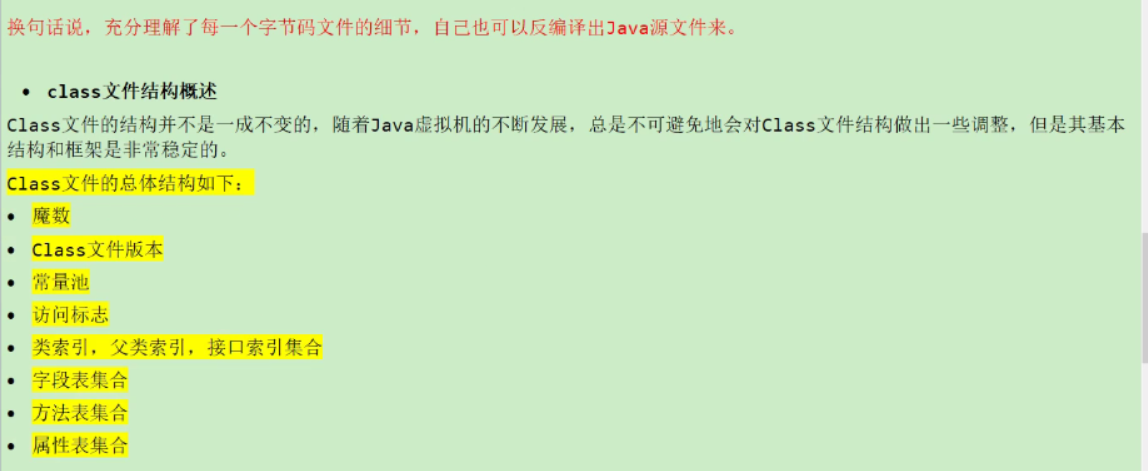 换句话说，充分理解了每一个字节码文件的细节，自己也可以反编译出Java源文件来。
• class文件结构概述
Class文件的结构并不是一成不变的，随着Java虚拟机的不断发展，总是不可避免地会对Class文件结构做出一些调整，但是其基本
结构和框架是非常稳定的。
Class文件的总体结构如下：
• 魔数
• Class文件版本
• 常量池
• 访问标志
• 类索引，父类索引，接口索引集合
• 字段表集合
• 方法表集合
• 属性表集合